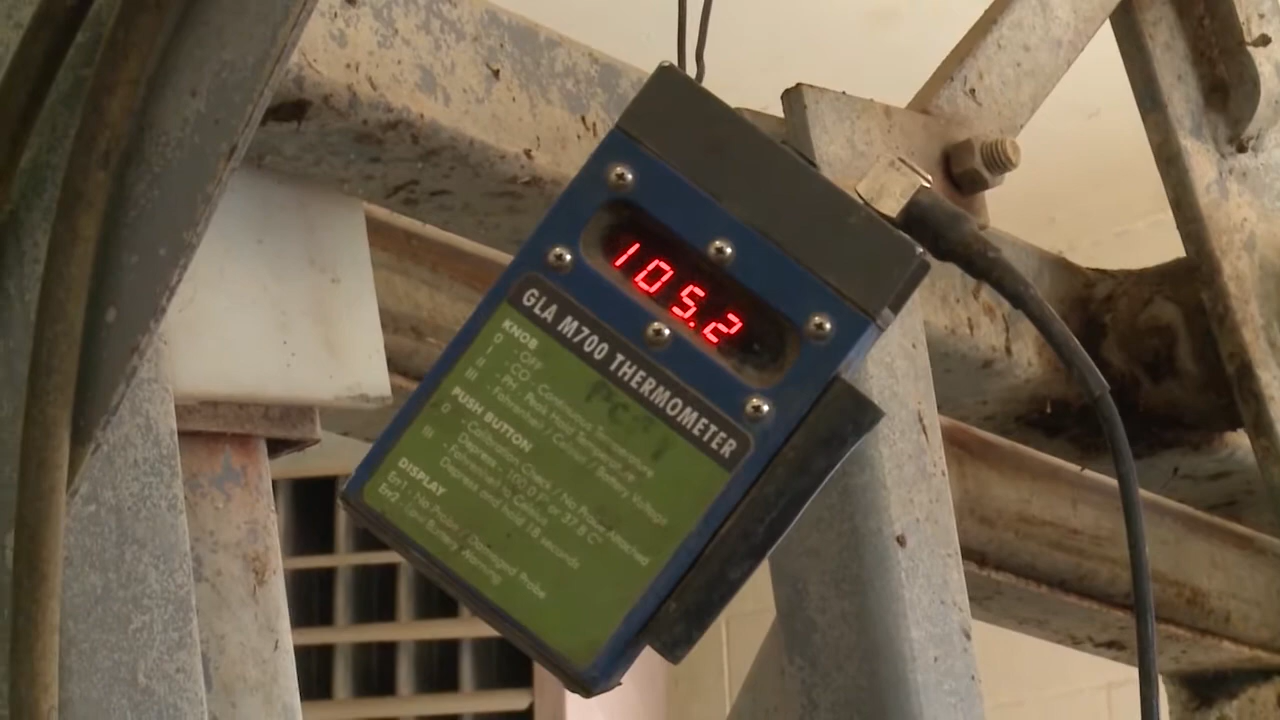 105.2
GLA M700 THERMOMETER
KNOB
0 - OFF
I - CO - Continuous Temperature
II - PH - Peak Hold Temperature
III - Fahrenheit / Celsius / Battery Voltage
PUSH BUTTON
0 - Calibration Check / No Probe Attached
Depress - 100.0 F or 37.8 C
III - Fahrenheit to Celsius
Depress and hold 18 seconds
DISPLAY
Err1 - No Probe / Damaged Probe
Err2 - Low Battery Warning